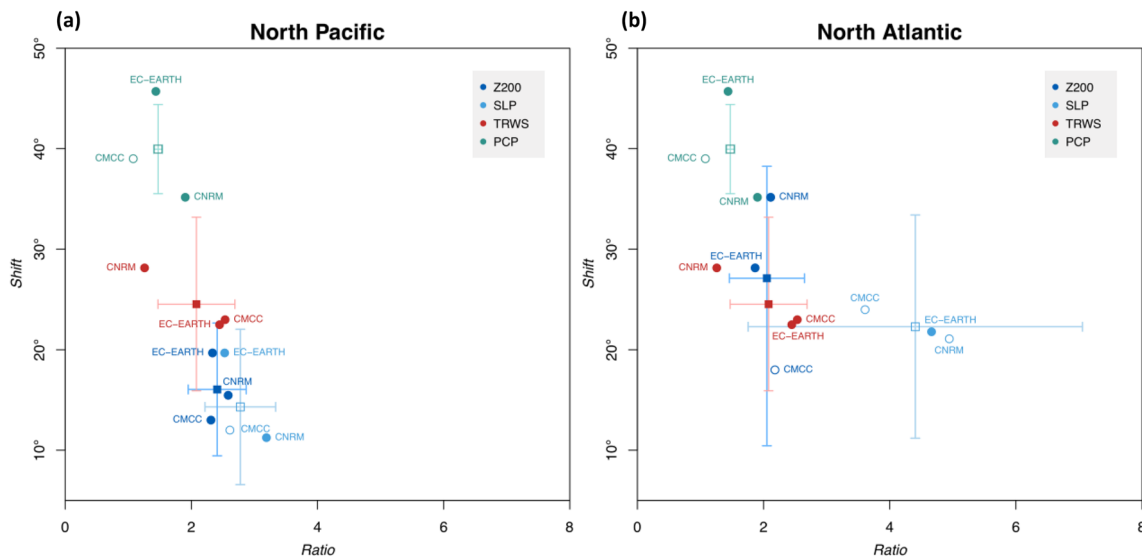 (a)
North Pacific
50°
40°
30°
20°
10°
Shift
0
2
4
6
8
Ratio
Z200
SLP
TRWS
PCP
EC-EARTH
CMCC
CNRM
CNRM
EC-EARTH
CMCC
EC-EARTH
EC-EARTH
CNRM
CMCC
CMCC
CNRM
(b)
North Atlantic
50°
40°
30°
20°
10°
Shift
0
2
4
6
8
Ratio
Z200
SLP
TRWS
PCP
EC-EARTH
CMCC
CNRM
CNRM
EC-EARTH
CNRM
CMCC
CMCC
EC-EARTH
EC-EARTH
CNRM
CMCC